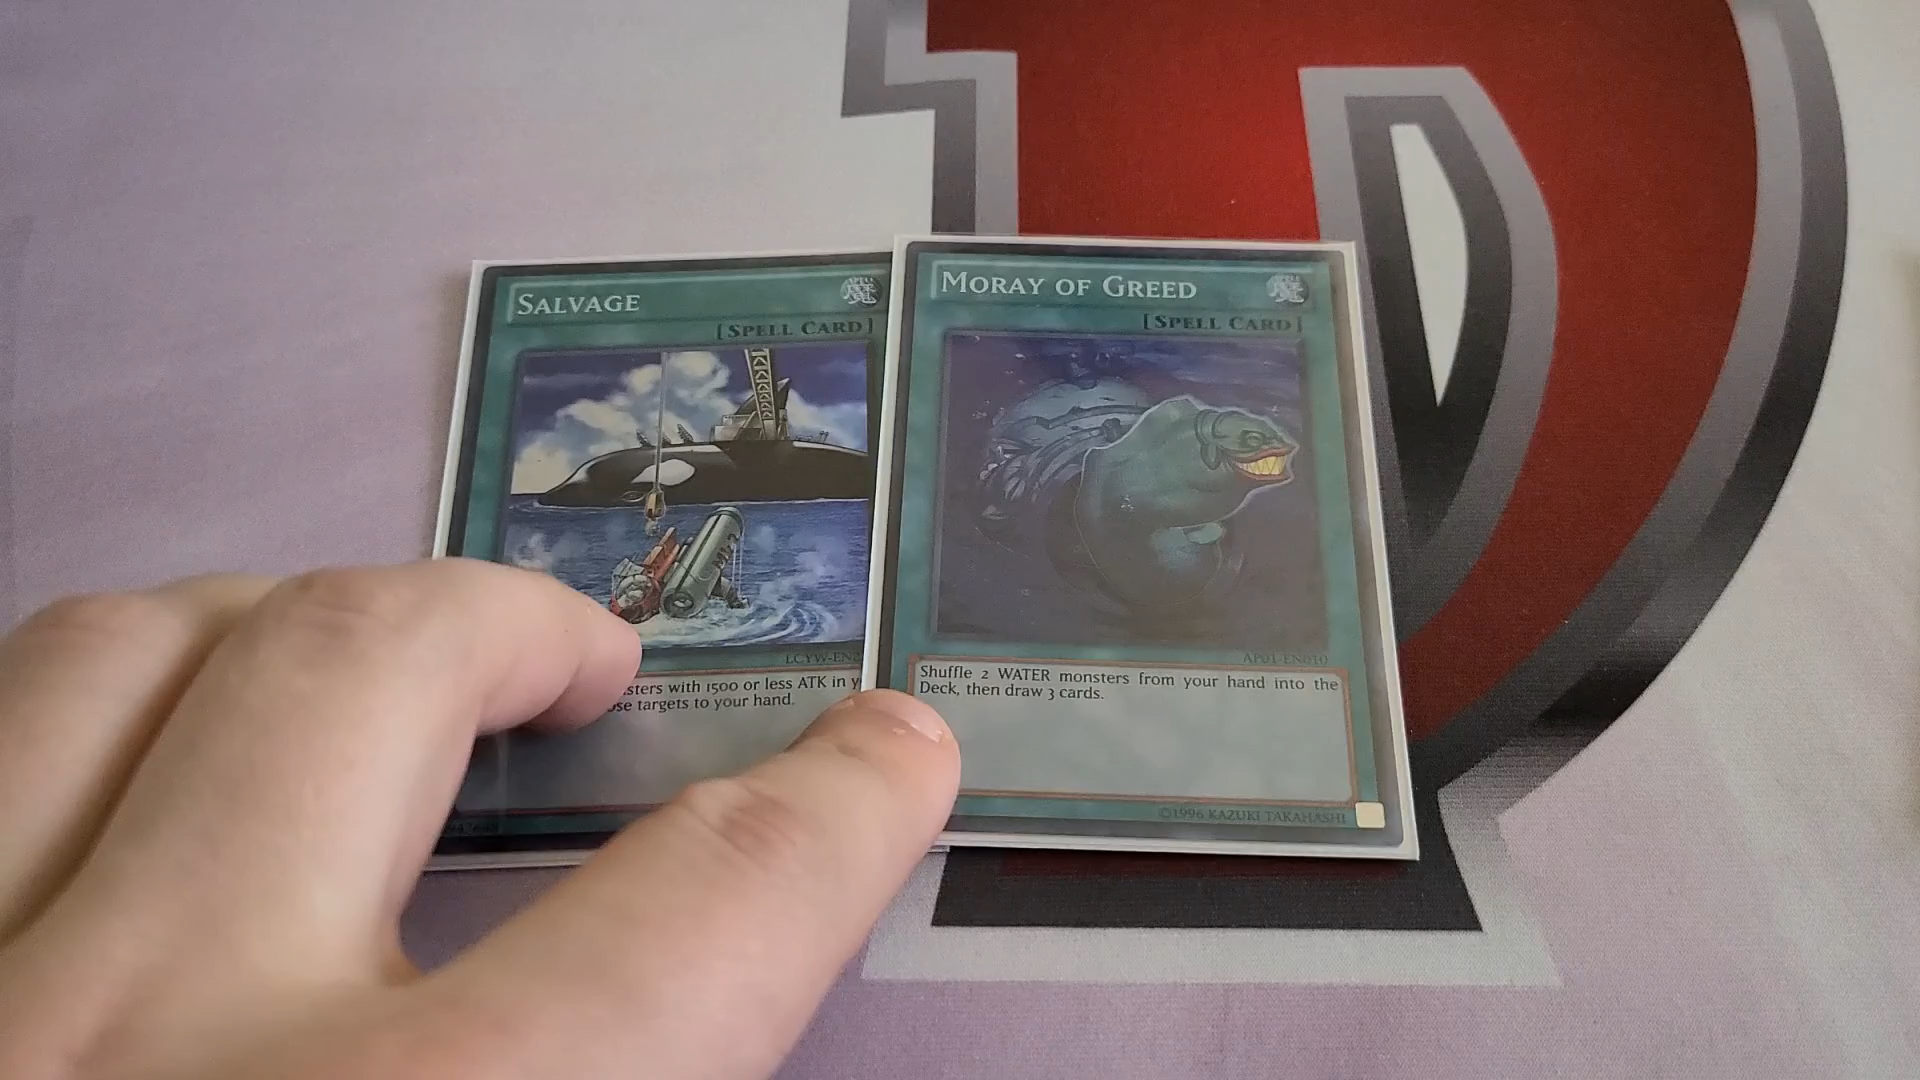 SALVAGE
[SPELL CARD]
LCYW-EN
sters with 1500 or less ATK in y
ose targets to your hand.
MORAY OF GREED
[SPELL CARD]
AP01-EN019
Shuffle 2 WATER monsters from your hand into the
Deck, then draw 3 cards.
©1996 KAZUKI TAKAHASHI